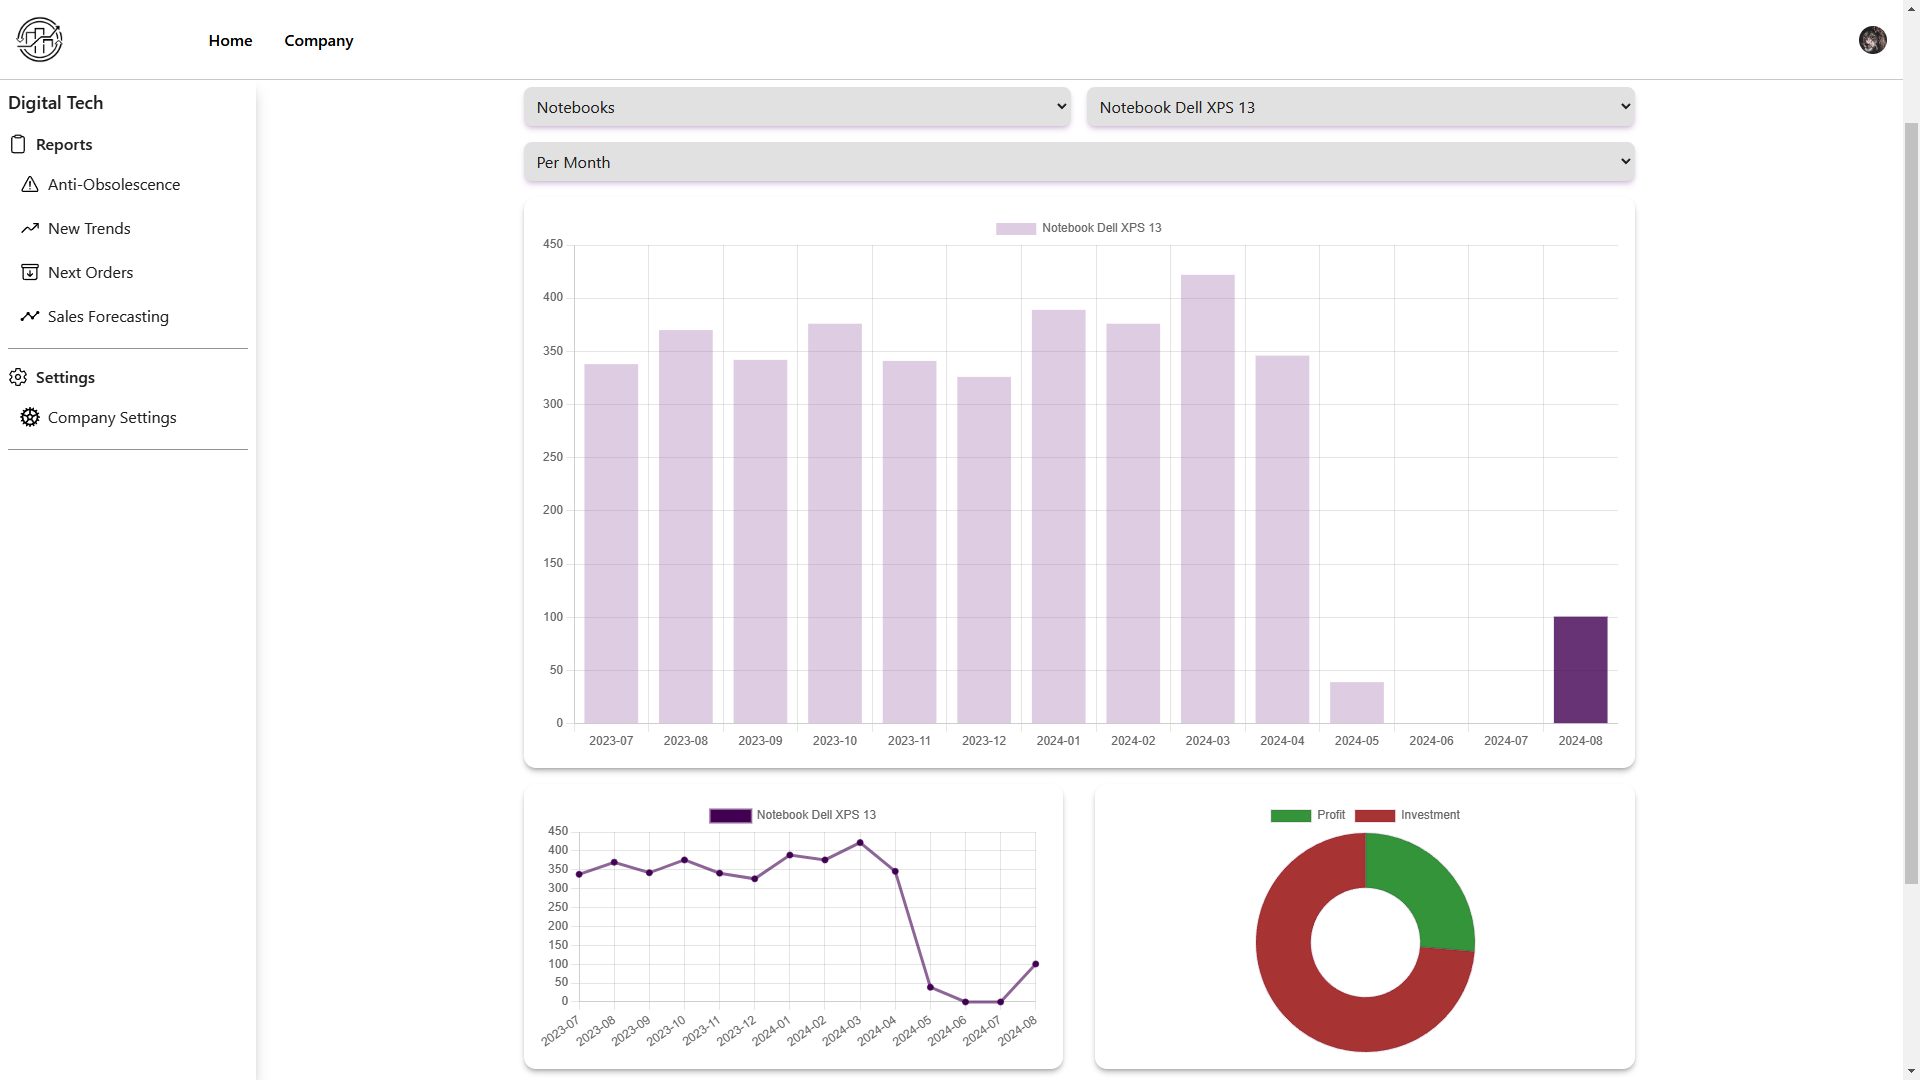 Home Company
Digital Tech
Reports
Anti-Obsolescence
New Trends
Next Orders
Sales Forecasting
Settings
Company Settings
Notebooks
Notebook Dell XPS 13
Per Month
Notebook Dell XPS 13
450
400
350
300
250
200
150
100
50
0
2023-07 2023-08 2023-09 2023-10 2023-11 2023-12 2024-01 2024-02 2024-03 2024-04 2024-05 2024-06 2024-07 2024-08
Notebook Dell XPS 13
450
400
350
300
250
200
150
100
50
0
2023-07 2023-08 2023-09 2023-10 2023-11 2023-12 2024-01 2024-02 2024-03 2024-04 2024-05 2024-06 2024-07 2024-08
Profit Investment